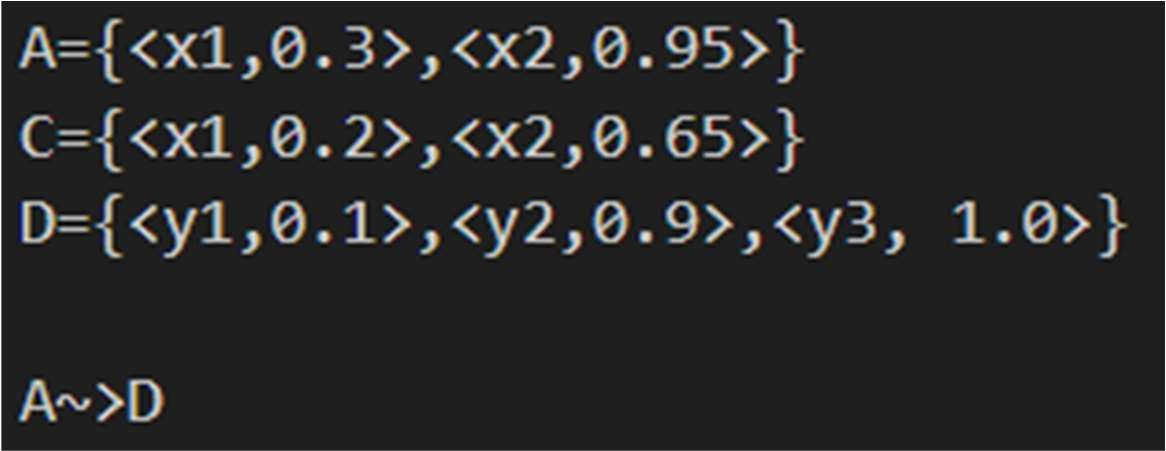 A={<x1,0.3>,<x2,0.95>}
C={<x1,0.2>,<x2,0.65>}
D={<y1,0.1>,<y2,0.9>,<y3, 1.0>}
A~>D